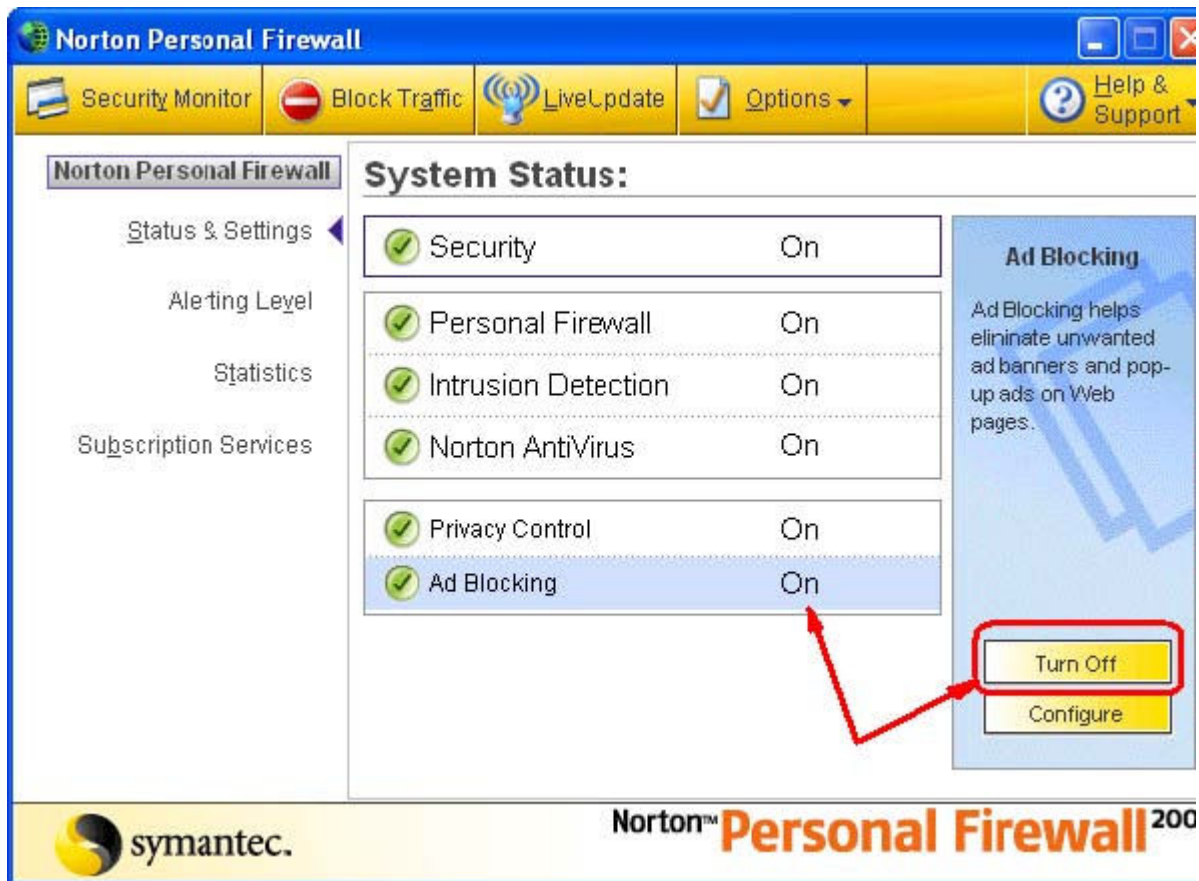 Norton Personal Firewall
Security Monitor
Block Traffic
LiveUpdate
Options
Help &
Support
Norton Personal Firewall
Status & Settings
Alerting Level
Statistics
Subscription Services
System Status:
Security On
Personal Firewall On
Intrusion Detection On
Norton AntiVirus On
Privacy Control On
Ad Blocking On
Ad Blocking
Ad Blocking helps
elininate unwanted
ad banners and pop-
up ads on Web
pages.
Turn Off
Configure
symantec.
Norton™ Personal Firewall 200